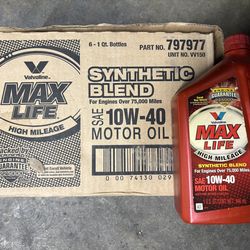 6 - 1 Qt. Bottles
PART NO. 797977
UNIT NO. VV150
Valvoline
MAX
LIFE
HIGH MILEAGE
SYNTHETIC
BLEND
For Engines Over 75,000 Miles
SAE 10W-40
MOTOR OIL
ENGINE
GUARANTEE
0 00 74130 029
Valvoline
MAX
LIFE
HIGH MILEAGE
SYNTHETIC BLEND
For Engines Over 75,000 Miles
SAE 10W-40
MOTOR OIL